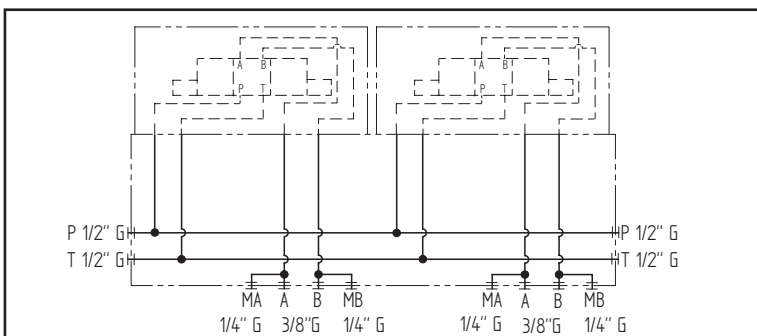 A B A B
P T P T
P 1/2" G P 1/2" G
T 1/2" G T 1/2" G
MA A B MB MA A B MB
1/4" G 3/8"G 1/4" G 1/4" G 3/8"G 1/4" G